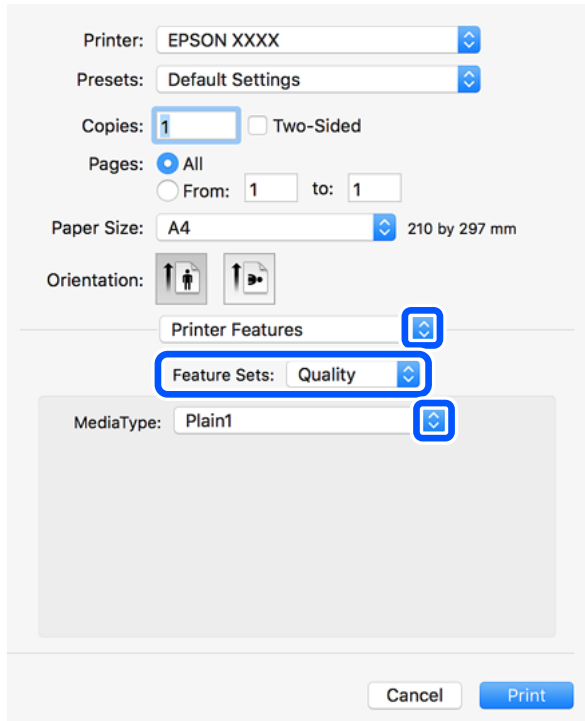 Printer: EPSON XXXX
Presets: Default Settings
Copies: 1 Two-Sided
Pages: All
From: 1 to: 1
Paper Size: A4 210 by 297 mm
Orientation:
Printer Features
Feature Sets: Quality
MediaType: Plain1
Cancel Print